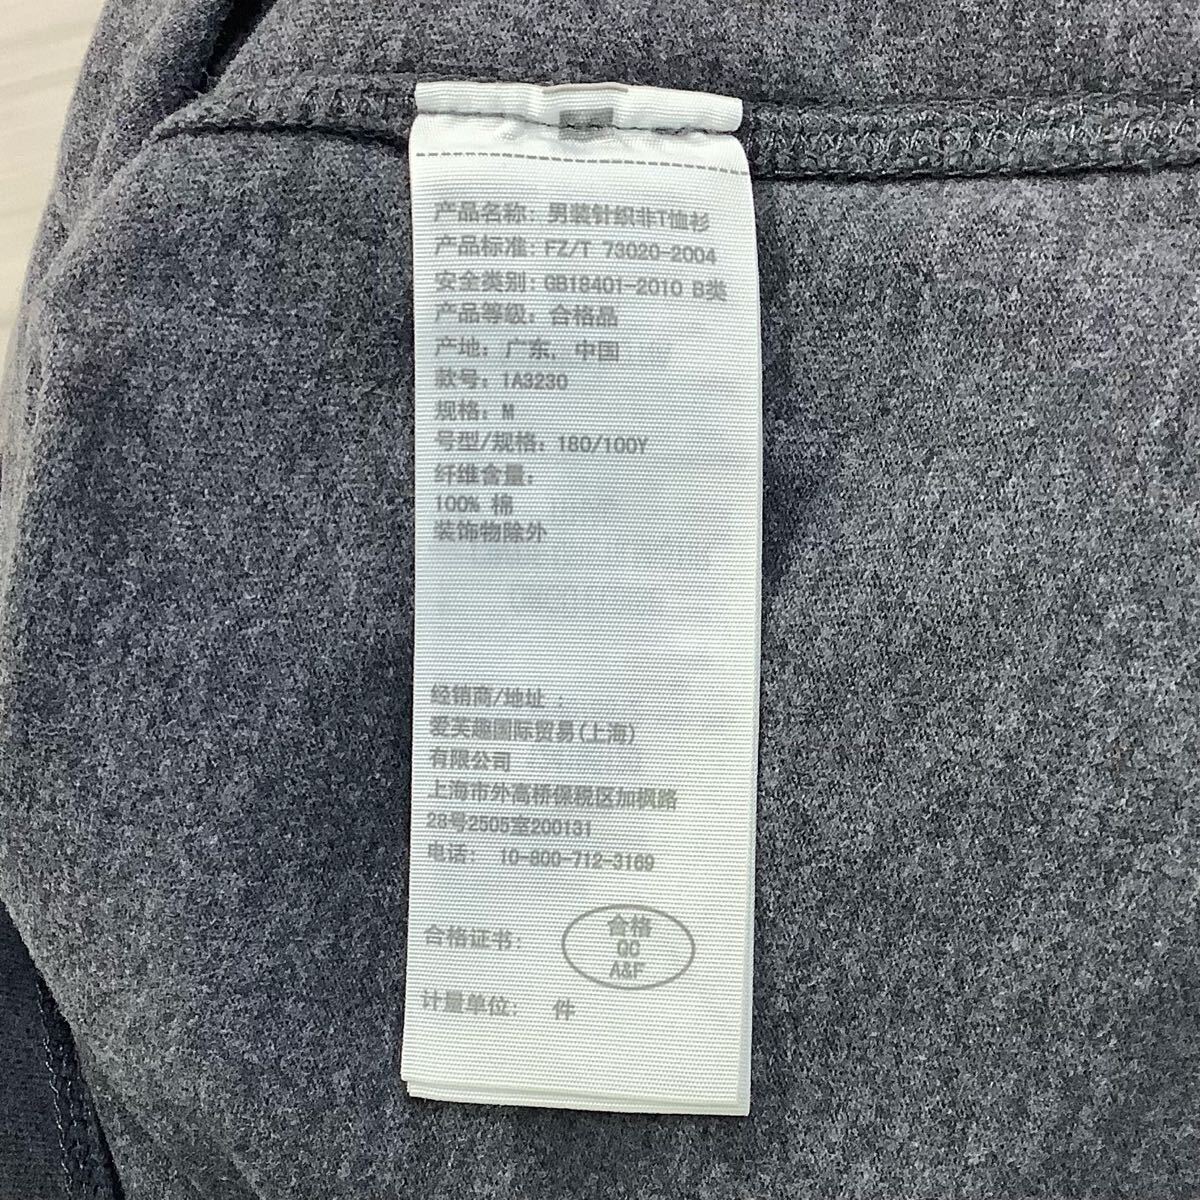 产品名称: 男装针织非T恤衫
产品标准: FZ/T 73020-2004
安全类别: GB18401-2010 B类
产品等级: 合格品
产地: 广东, 中国
款号: 1A3230
规格: M
号型/规格: 180/100Y
纤维含量:
100% 棉
装饰物除外
经销商/地址 :
爱芙趣国际贸易(上海)
有限公司
上海市外高桥保税区加枫路
28号2505室200131
电话: 10-800-712-3169
合格证书:
合格
QC
A&F
计量单位: 件